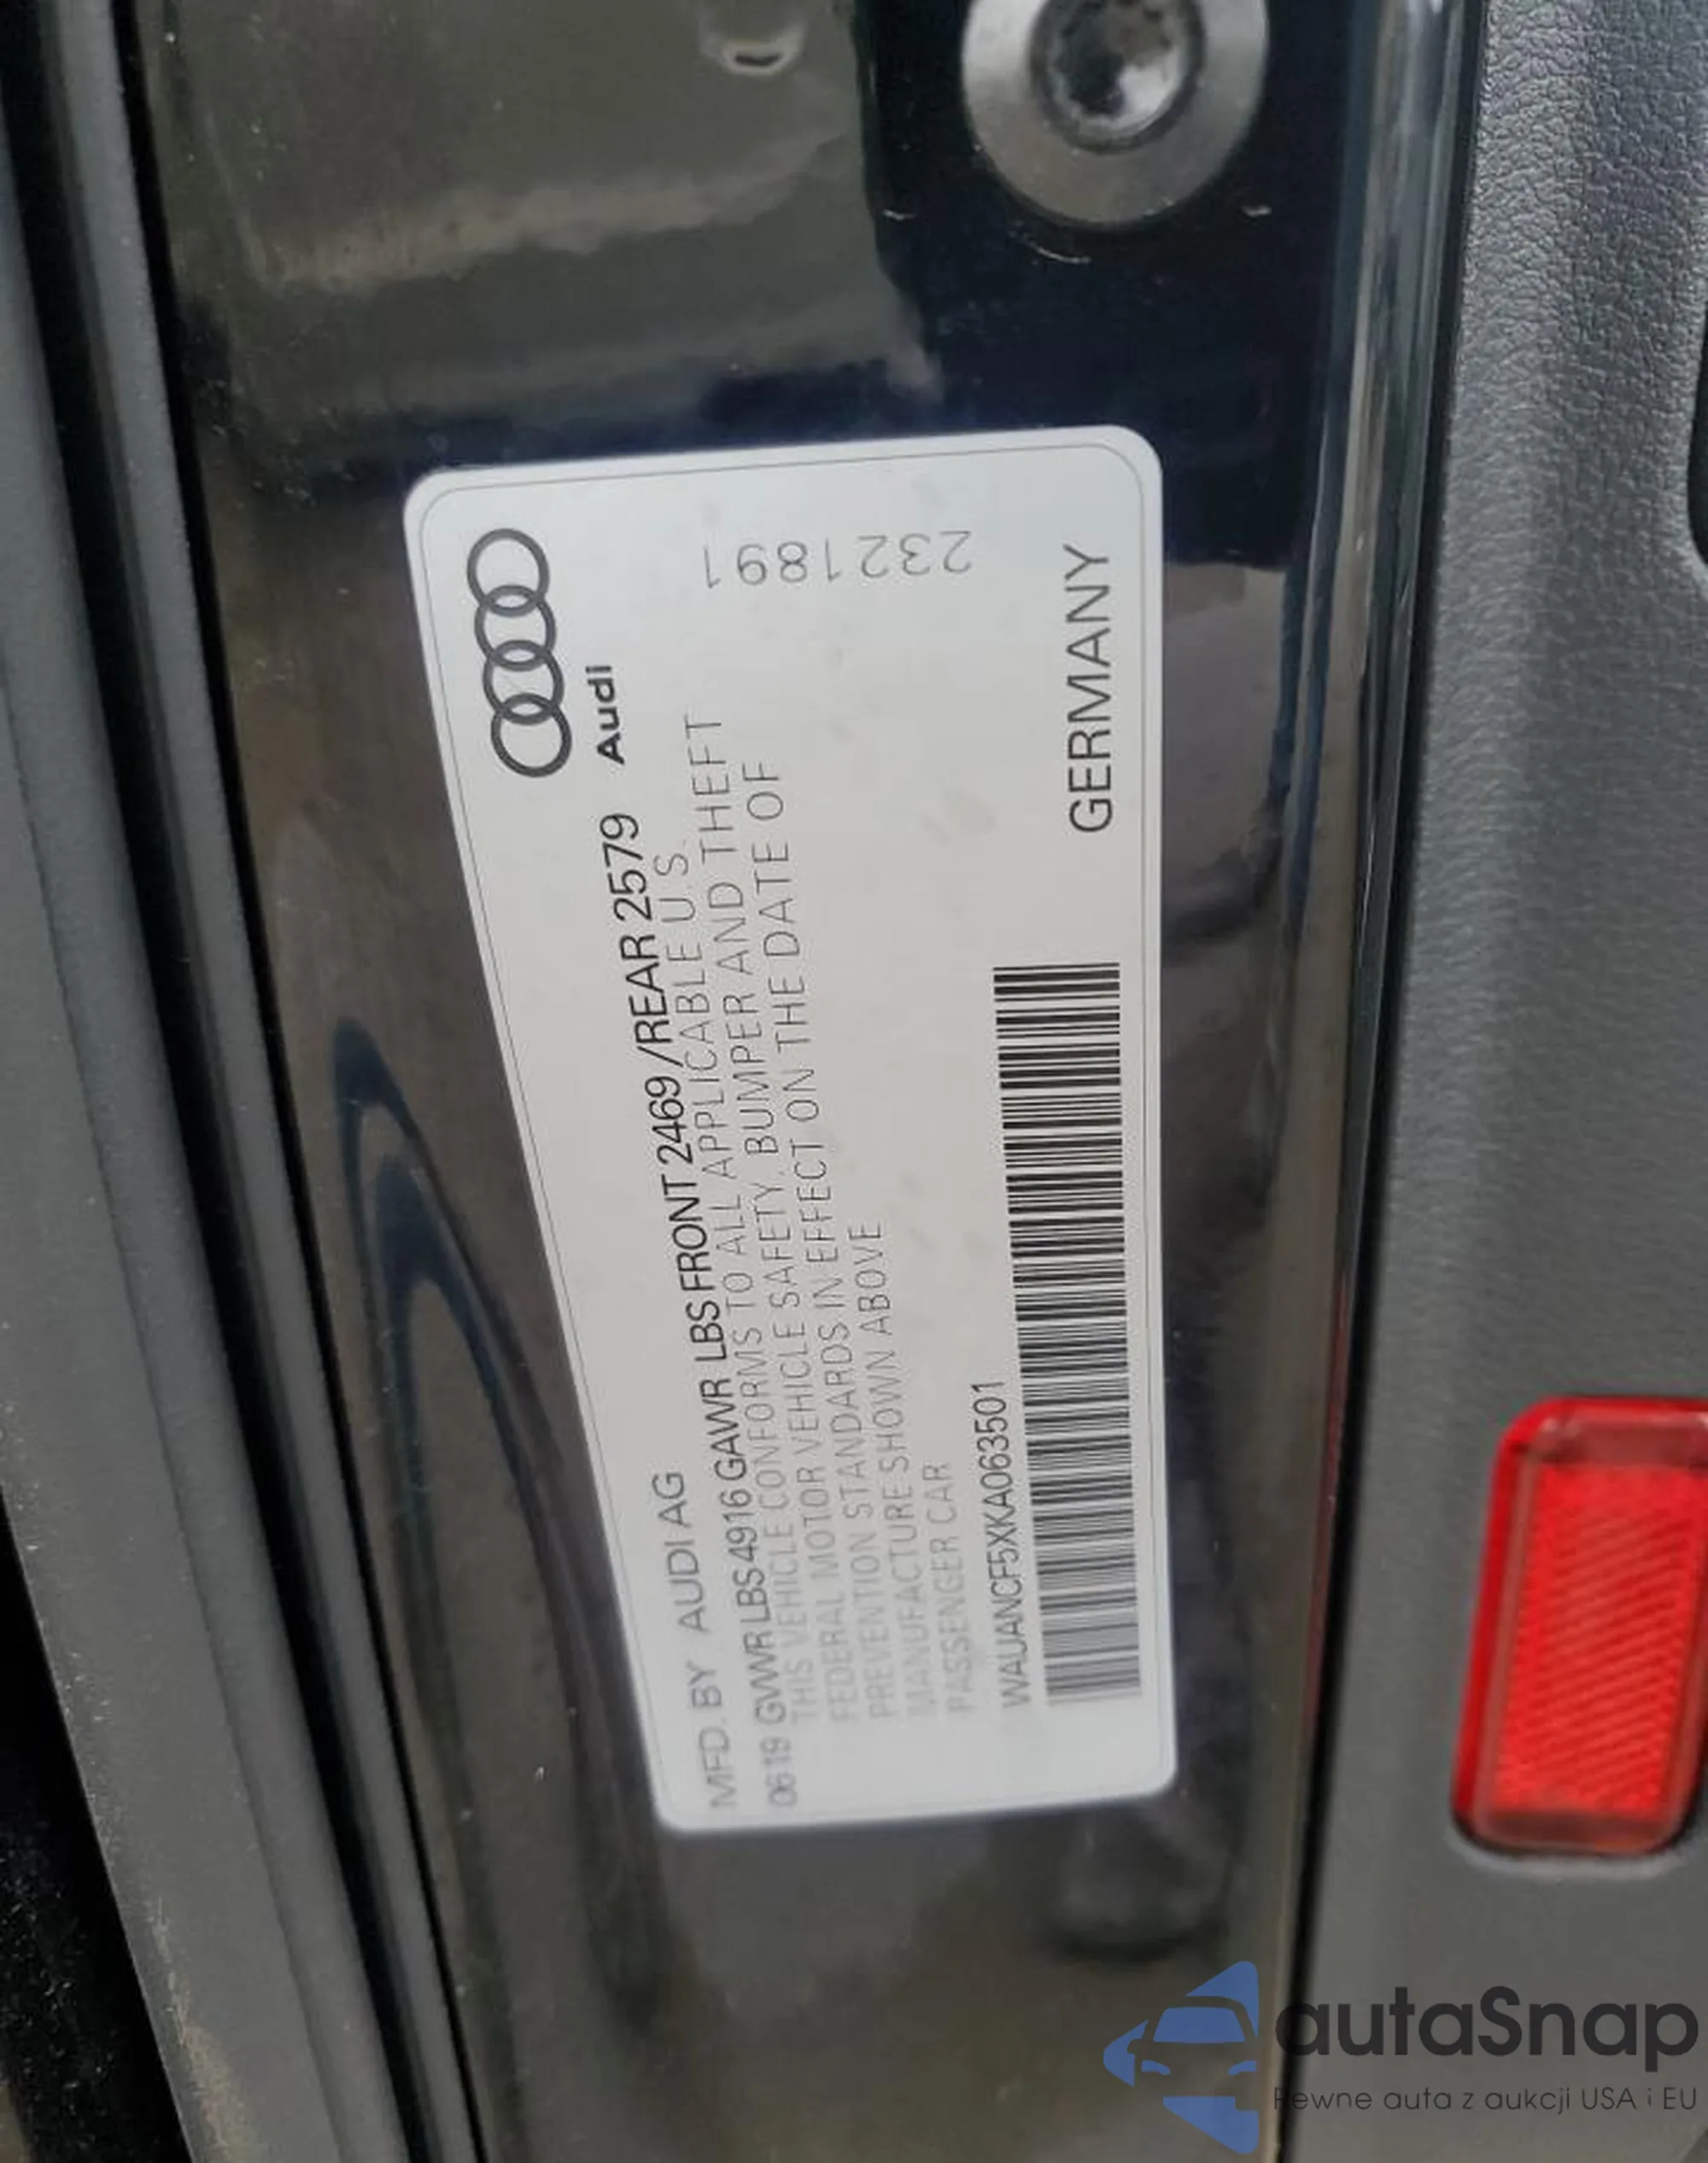 Audi
MFD. BY AUDI AG
0619 GVWR LBS 4916 GAWR LBS FRONT 2469/REAR 2579
THIS VEHICLE CONFORMS TO ALL APPLICABLE U.S.
FEDERAL MOTOR VEHICLE SAFETY, BUMPER AND THEFT
PREVENTION STANDARDS IN EFFECT ON THE DATE OF
MANUFACTURE SHOWN ABOVE
PASSENGER CAR
2321891
WAUANCF5XKA063501
GERMANY
autaSnap
Pewne auta z aukcji USA i EU